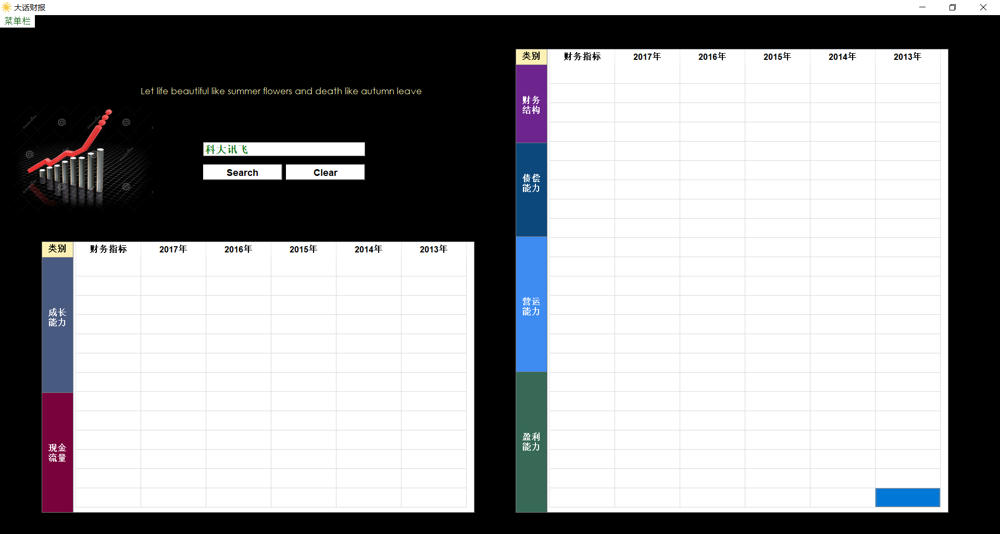 大话财报
菜单栏
Let life beautiful like summer flowers and death like autumn leave
科大讯飞
Search Clear
类别 财务指标 2017年 2016年 2015年 2014年 2013年
成长
能力
现金
流量
类别 财务指标 2017年 2016年 2015年 2014年 2013年
财务
结构
债偿
能力
营运
能力
盈利
能力